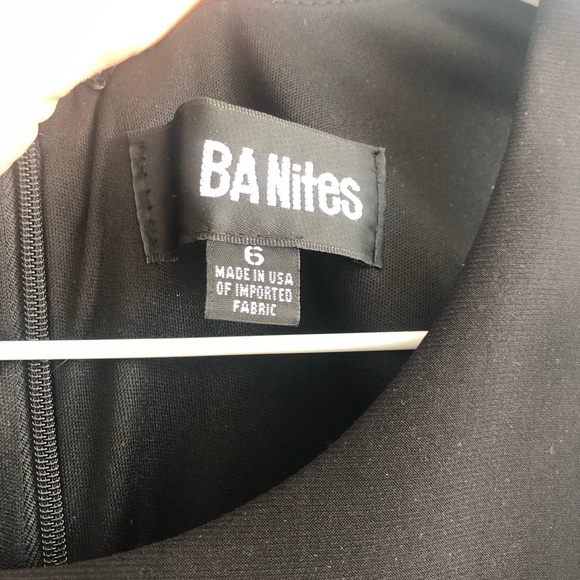 BA Nites
6
MADE IN USA
OF IMPORTED
FABRIC